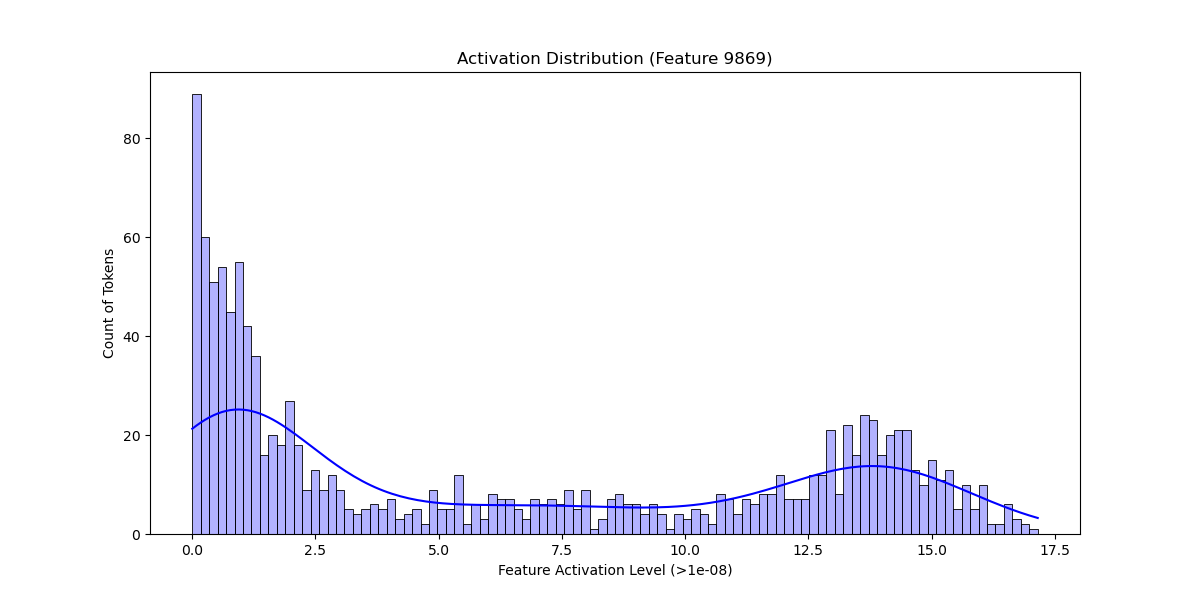 Activation Distribution (Feature 9869)
Count of Tokens
80
60
40
20
0
0.0 2.5 5.0 7.5 10.0 12.5 15.0 17.5
Feature Activation Level (>1e-08)